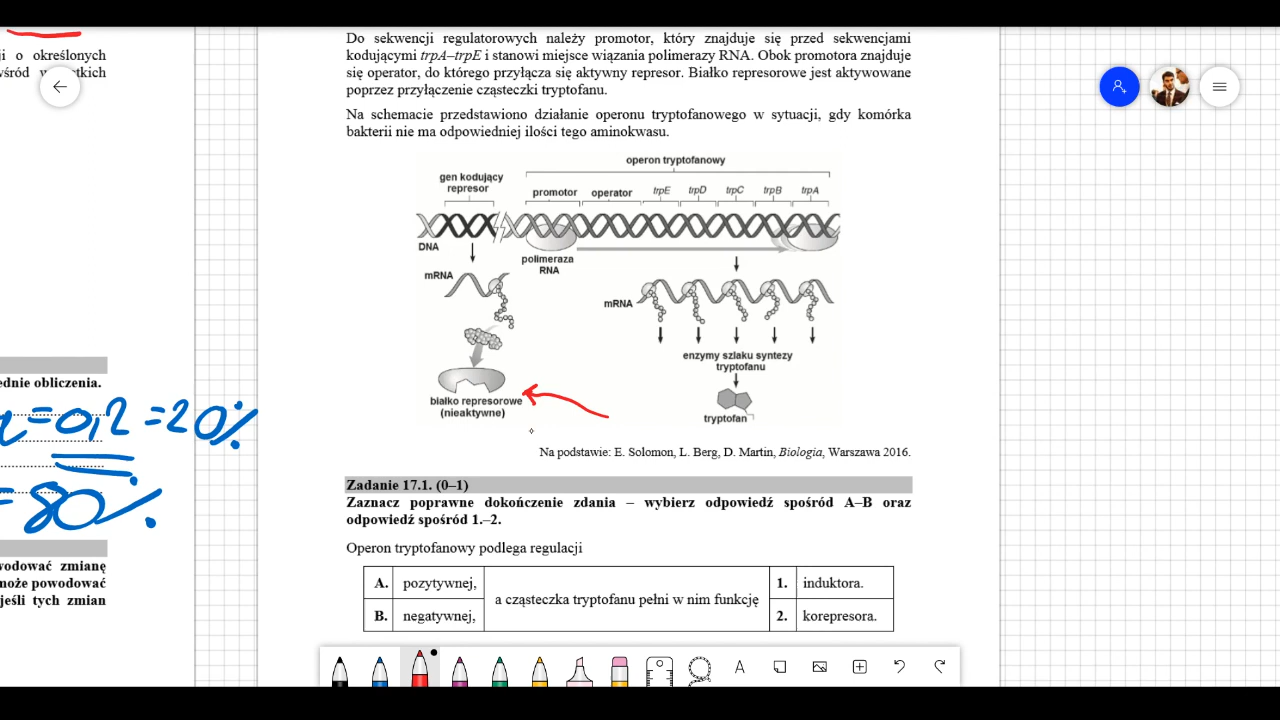 ji o określonych
wśród
Do sekwencji regulatorowych należy promotor, który znajduje się przed sekwencjami
kodującymi trpA–trpE i stanowi miejsce wiązania polimerazy RNA. Obok promotora znajduje
się operator, do którego przyłącza się aktywny represor. Białko represorowe jest aktywowane
poprzez przyłączenie cząsteczki tryptofanu.
Na schemacie przedstawiono działanie operonu tryptofanowego w sytuacji, gdy komórka
bakterii nie ma odpowiedniej ilości tego aminokwasu.
operon tryptofanowy
gen kodujący
represor
promotor operator trpE trpD trpC trpB trpA
DNA
polimeraza
RNA
mRNA
mRNA
enzymy szlaku syntezy
tryptofanu
białko represorowe
(nieaktywne)
tryptofan
Na podstawie: E. Solomon, L. Berg, D. Martin, Biologia, Warszawa 2016.
ednie obliczenia.
=0,2 =20%
= 80%
wodować zmianę
może powodować
jeśli tych zmian
Zadanie 17.1. (0–1)
Zaznacz poprawne dokończenie zdania – wybierz odpowiedź spośród A–B oraz
odpowiedź spośród 1.–2.
Operon tryptofanowy podlega regulacji
A. pozytywnej,
B. negatywnej,
a cząsteczka tryptofanu pełni w nim funkcję
1. induktora.
2. korepresora.
A